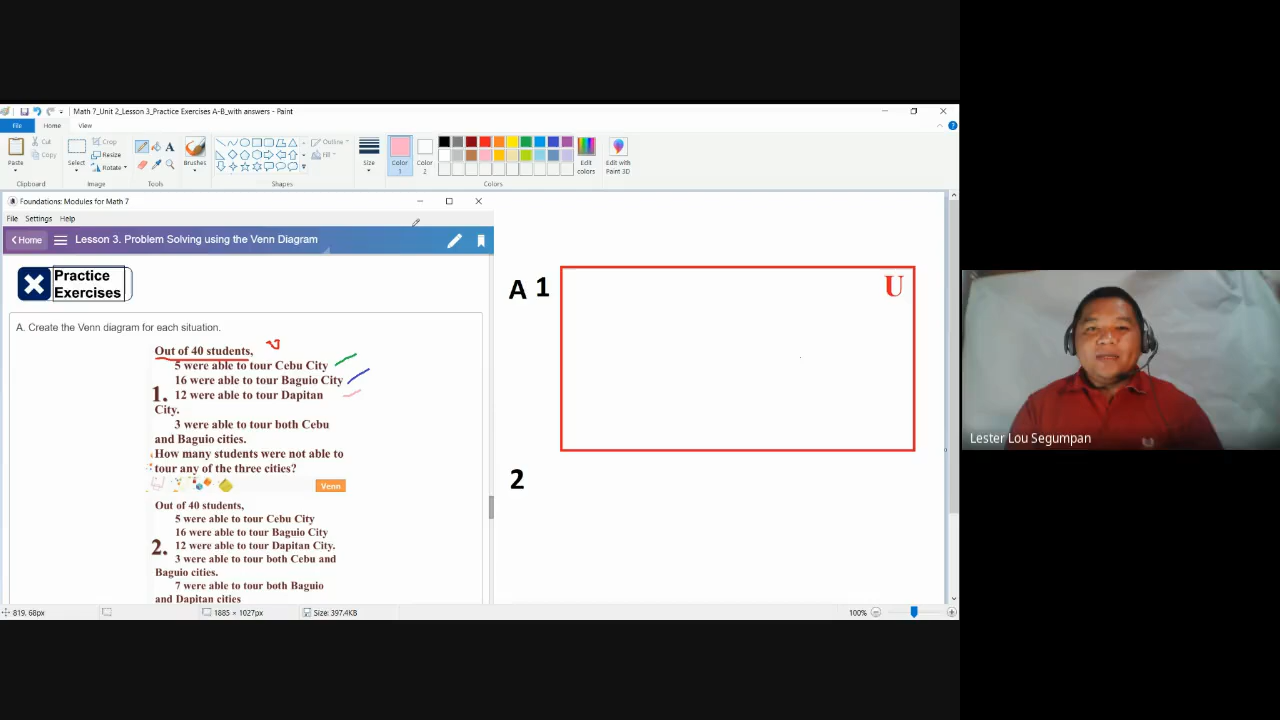 Math 7_Unit 2_Lesson 3_Practice Exercises A-B_with answers - Paint
File
Home
View
Paste
Cut
Copy
Clipboard
Select
Crop
Resize
Rotate
Image
Tools
Brushes
Shapes
Outline
Fill
Size
Color 1
Color 2
Edit colors
Edit with Paint 3D
Colors
Foundations: Modules for Math 7
File Settings Help
Home
Lesson 3. Problem Solving using the Venn Diagram
Practice
Exercises
A. Create the Venn diagram for each situation.
Out of 40 students,
5 were able to tour Cebu City
16 were able to tour Baguio City
1. 12 were able to tour Dapitan
City.
3 were able to tour both Cebu
and Baguio cities.
How many students were not able to
tour any of the three cities?
Venn
Out of 40 students,
5 were able to tour Cebu City
16 were able to tour Baguio City
2. 12 were able to tour Dapitan City.
3 were able to tour both Cebu and
Baguio cities.
7 were able to tour both Baguio
and Dapitan cities
A 1
U
2
Lester Lou Segumpan
819, 68px
1885 × 1027px
Size: 397.4KB
100%